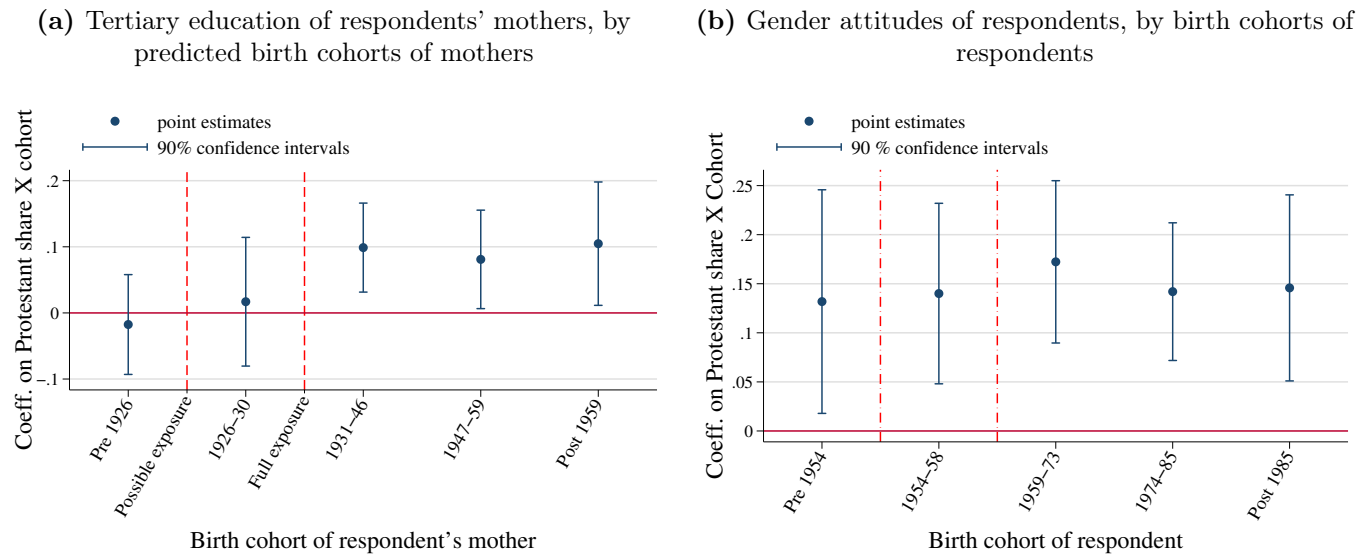 (a) Tertiary education of respondents' mothers, by
predicted birth cohorts of mothers
point estimates
90% confidence intervals
Coeff. on Protestant share X cohort
.2
.1
0
−.1
Pre 1926
Possible exposure
1926−30
Full exposure
1931−46
1947−59
Post 1959
Birth cohort of respondent's mother
(b) Gender attitudes of respondents, by birth cohorts of
respondents
point estimates
90 % confidence intervals
Coeff. on Protestant share X Cohort
.25
.2
.15
.1
.05
0
Pre 1954
1954−58
1959−73
1974−85
Post 1985
Birth cohort of respondent